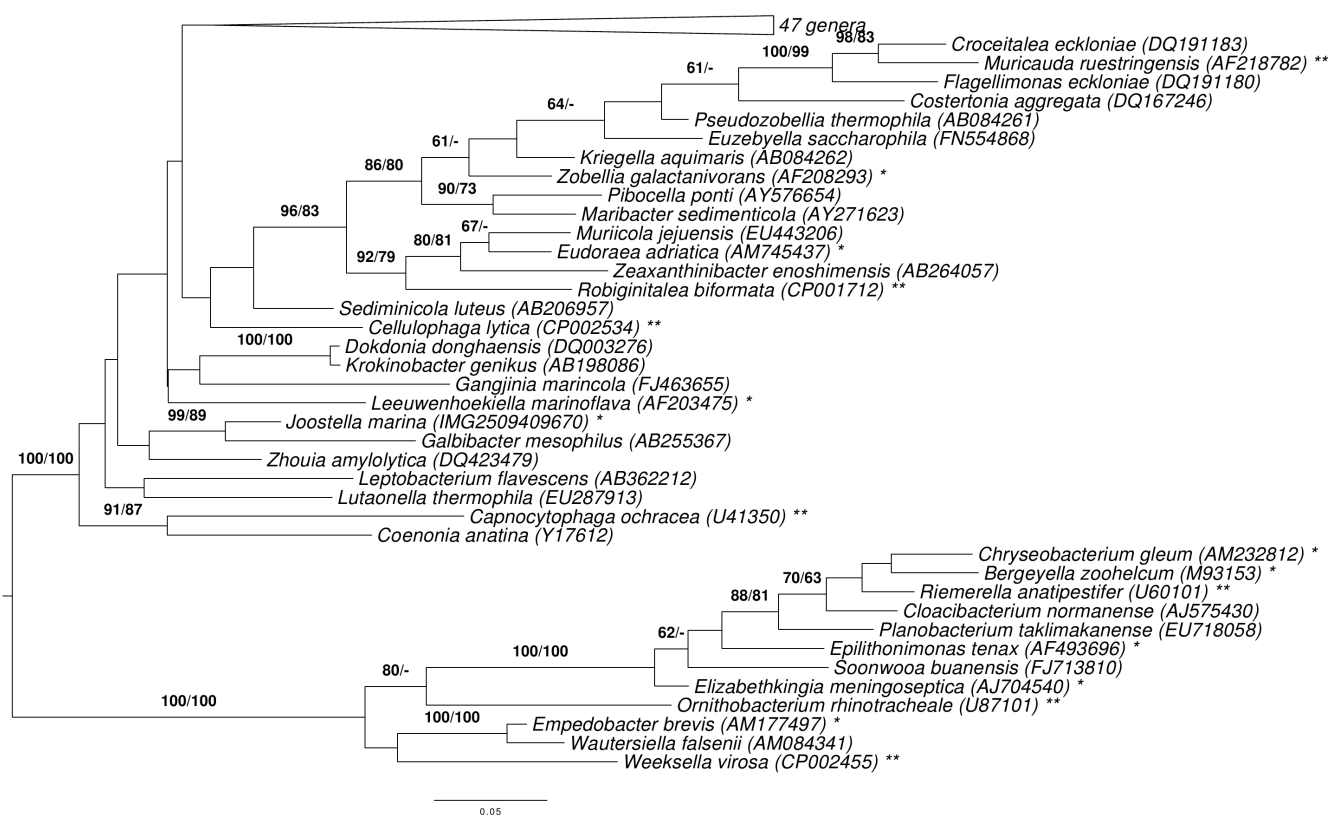 47 genera
98/83
Croceitalea eckloniae (DQ191183)
100/99
Muricauda ruestringensis (AF218782) **
61/-
Flagellimonas eckloniae (DQ191180)
Costertonia aggregata (DQ167246)
64/-
Pseudozobellia thermophila (AB084261)
Euzebyella saccharophila (FN554868)
61/-
Kriegella aquimaris (AB084262)
86/80
Zobellia galactanivorans (AF208293) *
90/73
Pibocella ponti (AY576654)
96/83
Maribacter sedimenticola (AY271623)
67/-
Muriicola jejuensis (EU443206)
80/81
Eudoraea adriatica (AM745437) *
92/79
Zeaxanthinibacter enoshimensis (AB264057)
Robiginitalea biformata (CP001712) **
Sediminicola luteus (AB206957)
Cellulophaga lytica (CP002534) **
100/100
Dokdonia donghaensis (DQ003276)
Krokinobacter genikus (AB198086)
Gangjinia marincola (FJ463655)
Leeuwenhoekiella marinoflava (AF203475) *
99/89
Joostella marina (IMG2509409670) *
Galbibacter mesophilus (AB255367)
100/100
Zhouia amylolytica (DQ423479)
Leptobacterium flavescens (AB362212)
Lutaonella thermophila (EU287913)
91/87
Capnocytophaga ochracea (U41350) **
Coenonia anatina (Y17612)
Chryseobacterium gleum (AM232812) *
70/63
Bergeyella zoohelcum (M93153) *
88/81
Riemerella anatipestifer (U60101) **
Cloacibacterium normanense (AJ575430)
62/-
Planobacterium taklimakanense (EU718058)
Epilithonimonas tenax (AF493696) *
100/100
Soonwooa buanensis (FJ713810)
80/-
Elizabethkingia meningoseptica (AJ704540) *
100/100
Ornithobacterium rhinotracheale (U87101) **
100/100
Empedobacter brevis (AM177497) *
Wautersiella falsenii (AM084341)
Weeksella virosa (CP002455) **
0.05